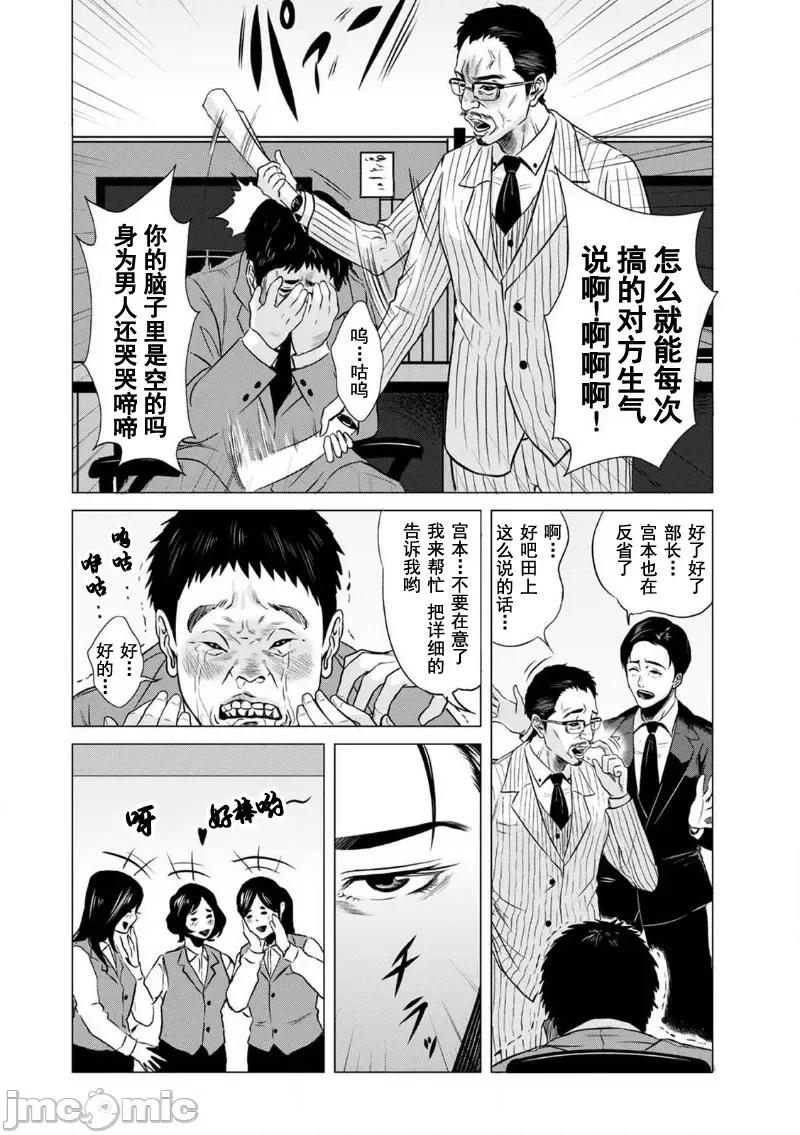 パァン
怎么就能每次
搞的对方生气
说啊！啊啊啊！
呜…咕呜
你的脑子里是空的吗
身为男人还哭哭啼啼
好了好了
部长…
宫本也在
反省了
啊…
好吧田上
这么说的话…
宫本…不要在意了
我来帮忙 把详细的
告诉我哟
呜咕…
咿咕…
好…
好的…
チラッ
好棒哟～
呀
jmcomic